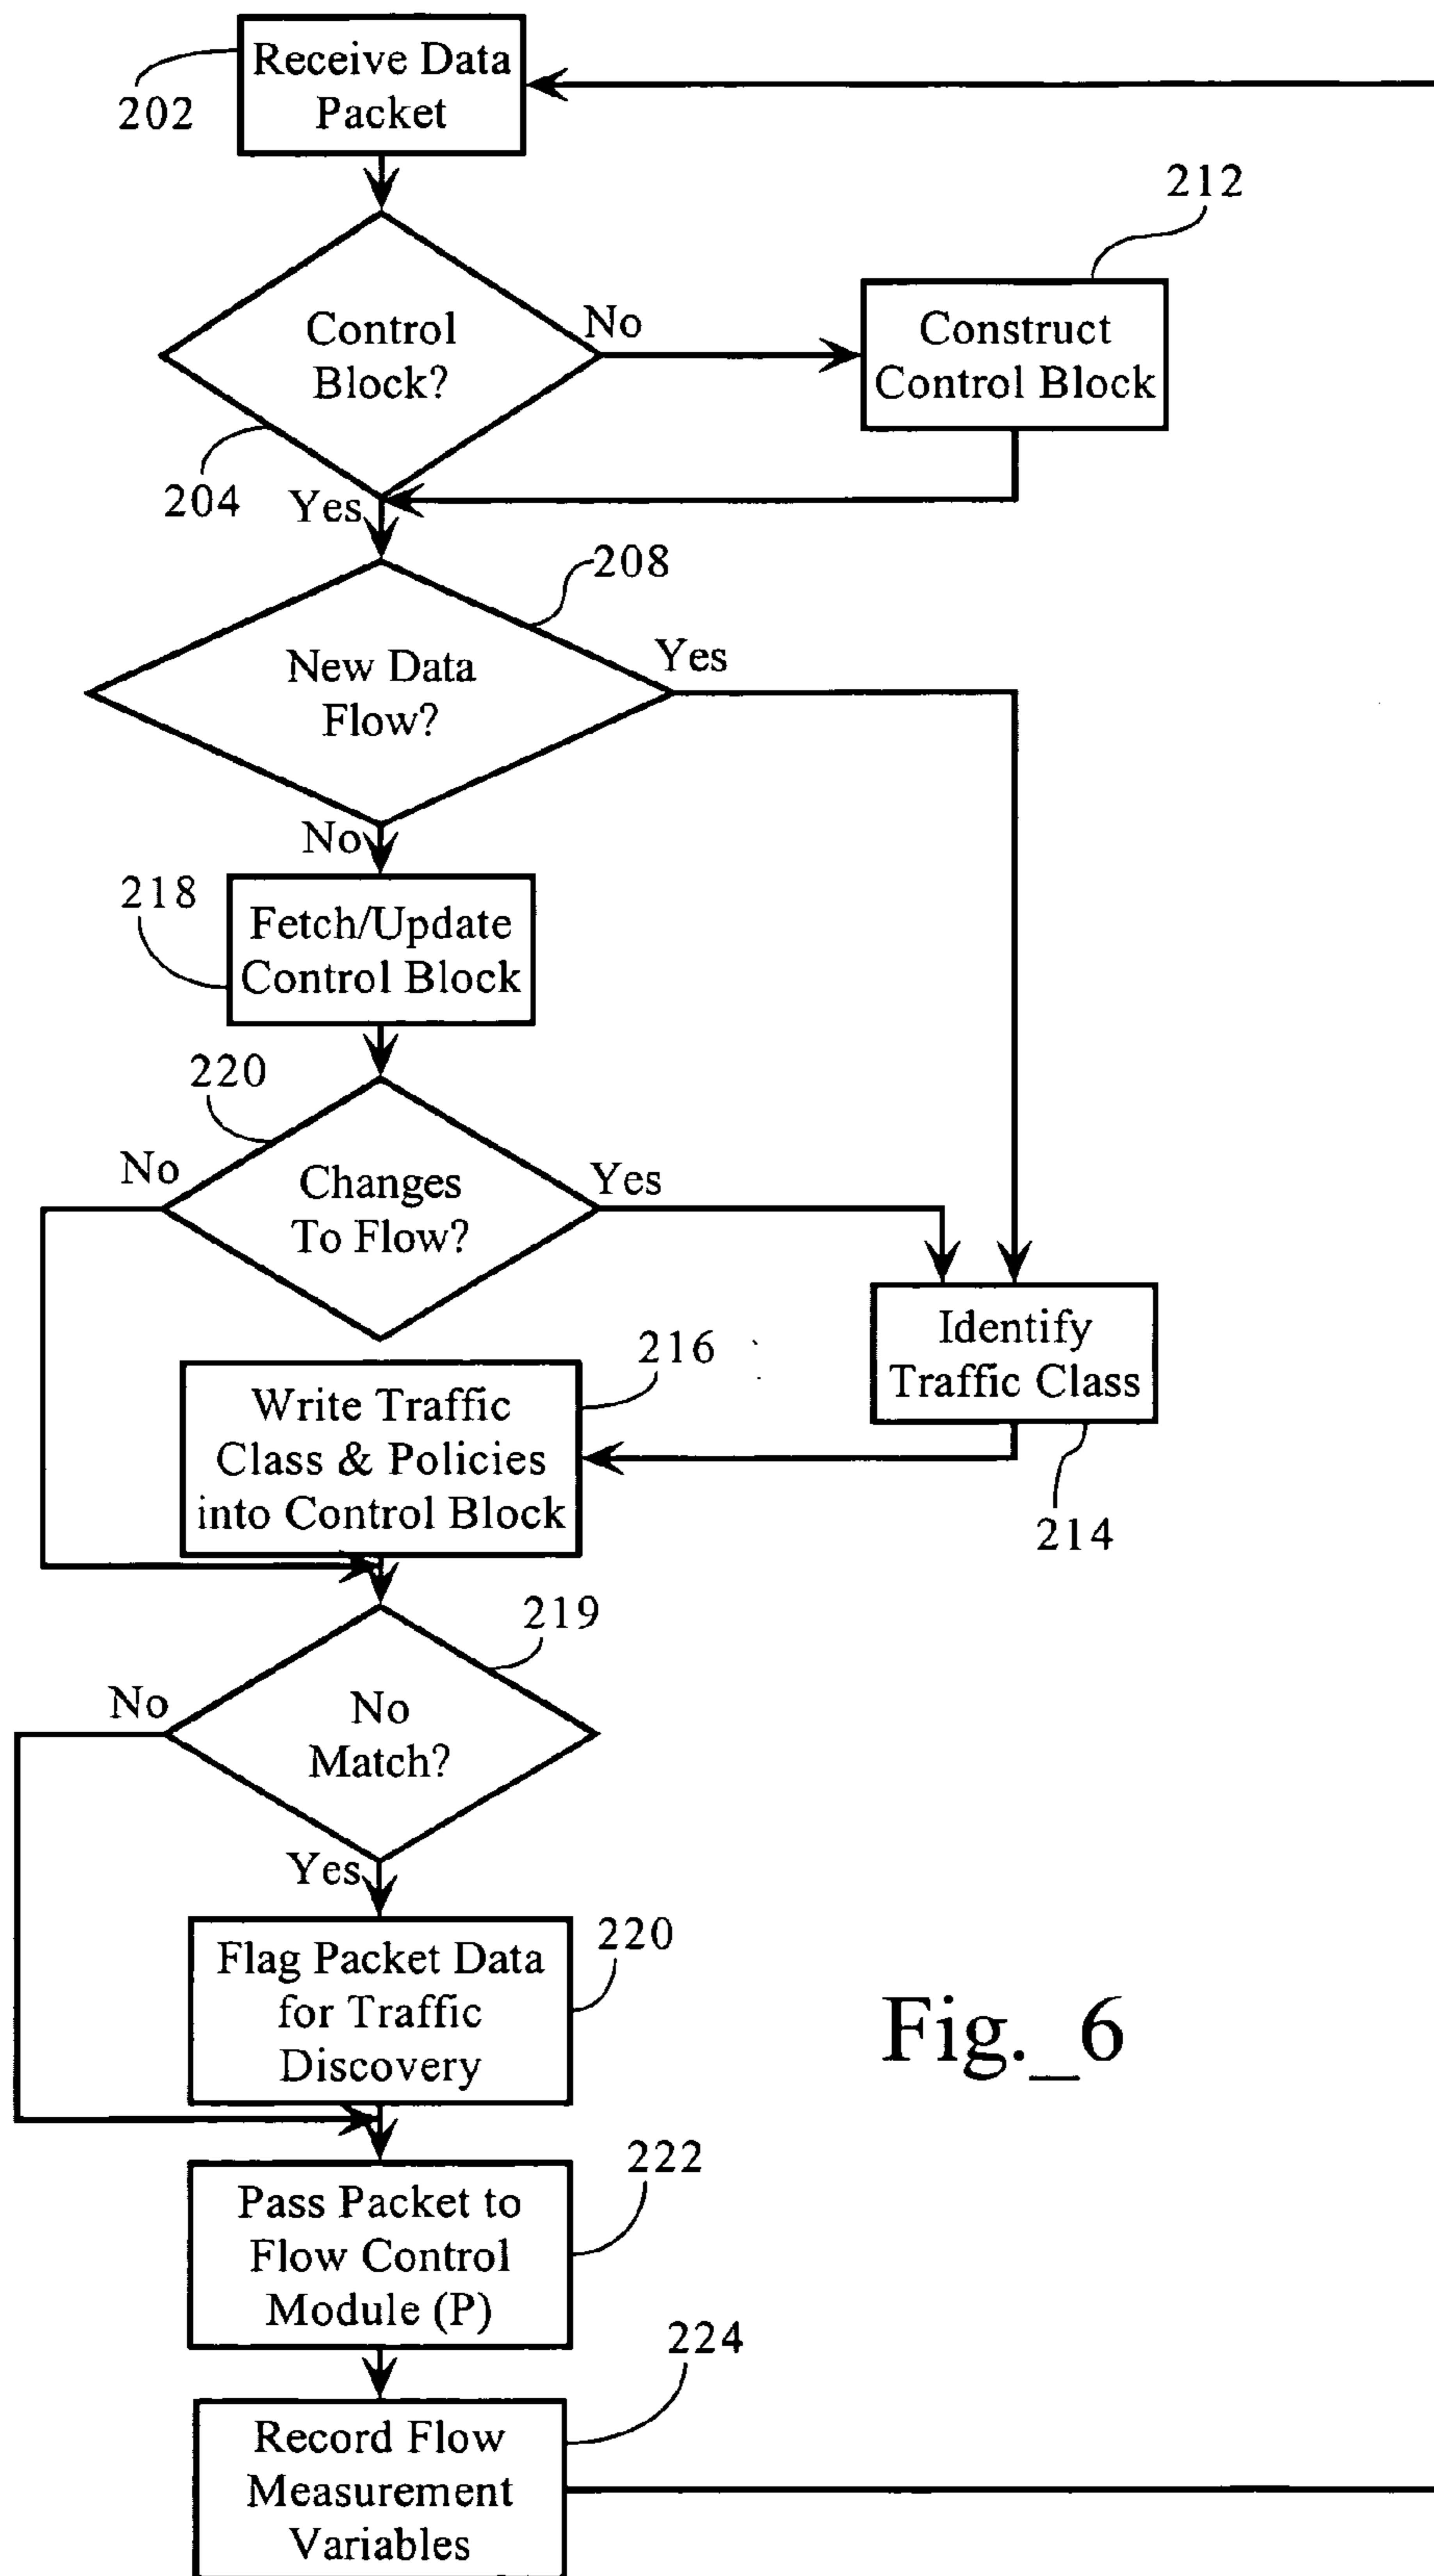 Receive Data
Packet
202
212
Control
Block?
No
Construct
Control Block
204
Yes
208
New Data
Flow?
Yes
No
218
Fetch/Update
Control Block
220
No
Changes
To Flow?
Yes
Identify
Traffic Class
216
Write Traffic
Class & Policies
into Control Block
214
219
No
No
Match?
Yes
Flag Packet Data
for Traffic
Discovery
220
Fig._6
222
Pass Packet to
Flow Control
Module (P)
224
Record Flow
Measurement
Variables